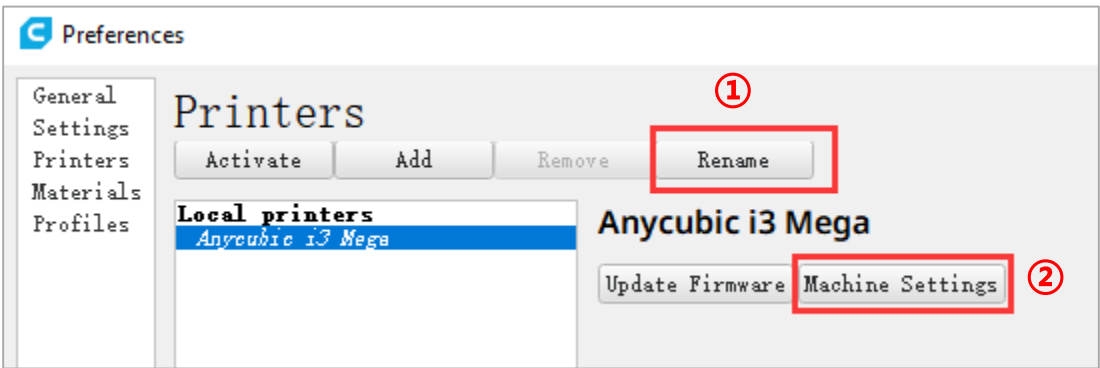 Preferences
General
Settings
Printers
Materials
Profiles
Printers
①
Activate Add Remove Rename
Local printers
Anycubic i3 Mega
Anycubic i3 Mega
Update Firmware Machine Settings
②